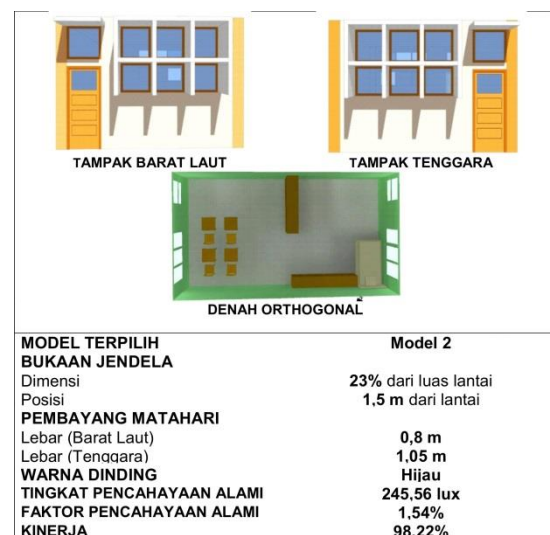 TAMPAK BARAT LAUT TAMPAK TENGGARA
DENAH ORTHOGONAL
MODEL TERPILIH Model 2
BUKAAN JENDELA
Dimensi 23% dari luas lantai
Posisi 1,5 m dari lantai
PEMBAYANG MATAHARI
Lebar (Barat Laut) 0,8 m
Lebar (Tenggara) 1,05 m
WARNA DINDING Hijau
TINGKAT PENCAHAYAAN ALAMI 245,56 lux
FAKTOR PENCAHAYAAN ALAMI 1,54%
KINERJA 98,22%